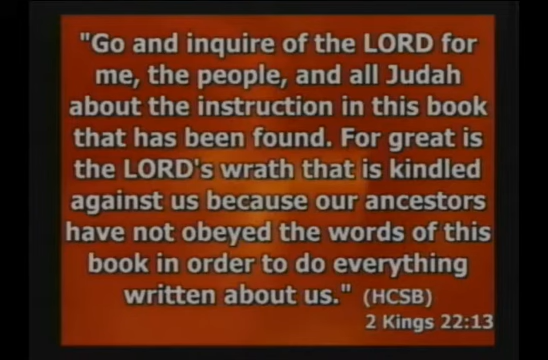 "Go and inquire of the LORD for
me, the people, and all Judah
about the instruction in this book
that has been found. For great is
the LORD's wrath that is kindled
against us because our ancestors
have not obeyed the words of this
book in order to do everything
written about us." (HCSB)
2 Kings 22:13